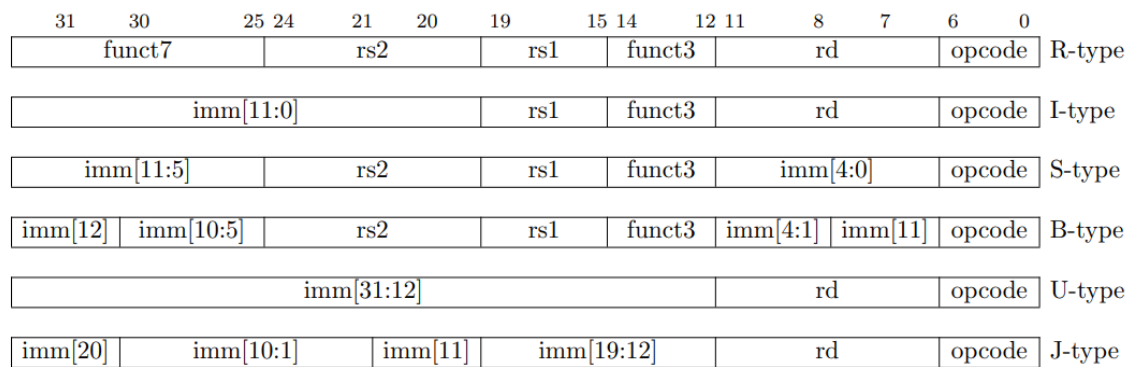 31 30 25 24 21 20 19 15 14 12 11 8 7 6 0
funct7 rs2 rs1 funct3 rd opcode R-type
imm[11:0] rs1 funct3 rd opcode I-type
imm[11:5] rs2 rs1 funct3 imm[4:0] opcode S-type
imm[12] imm[10:5] rs2 rs1 funct3 imm[4:1] imm[11] opcode B-type
imm[31:12] rd opcode U-type
imm[20] imm[10:1] imm[11] imm[19:12] rd opcode J-type